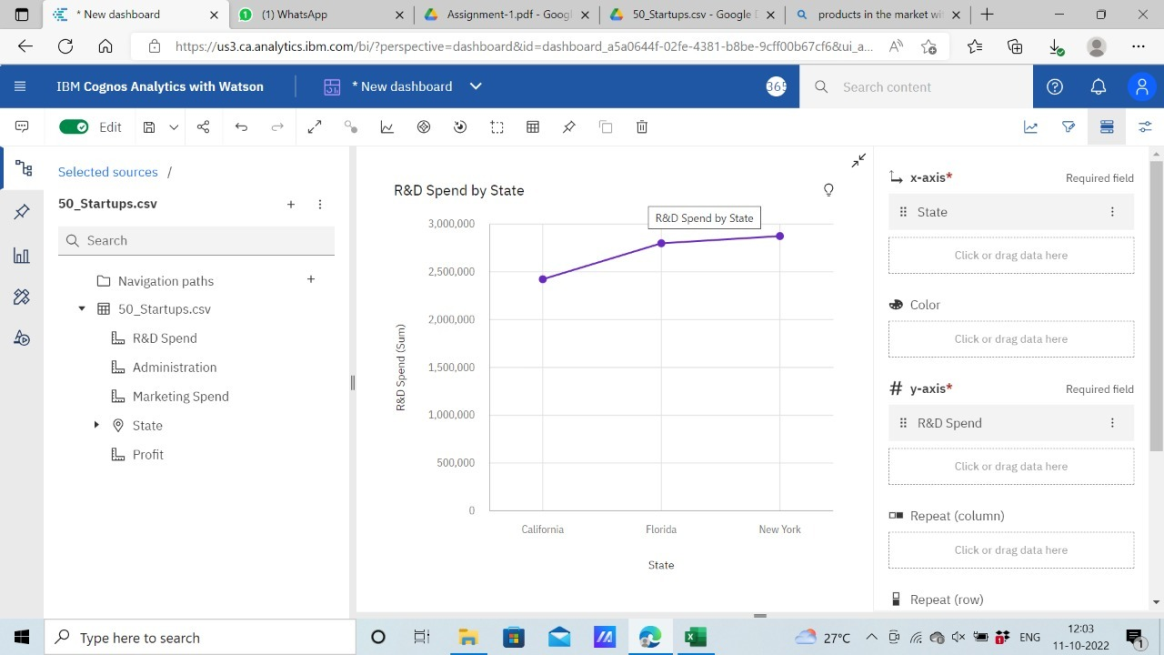 * New dashboard
(1) WhatsApp
Assignment-1.pdf - Googl
50_Startups.csv - Google D
products in the market wi
https://us3.ca.analytics.ibm.com/bi/?perspective=dashboard&id=dashboard_a5a0644f-02fe-4381-b8be-9cff00b67cf6&ui_a...
IBM Cognos Analytics with Watson
* New dashboard
Search content
Edit
Selected sources /
50_Startups.csv
Search
Navigation paths
50_Startups.csv
R&D Spend
Administration
Marketing Spend
State
Profit
R&D Spend by State
R&D Spend by State
3,000,000
2,500,000
2,000,000
1,500,000
1,000,000
500,000
0
R&D Spend (Sum)
California
Florida
New York
State
x-axis*
Required field
State
Click or drag data here
Color
Click or drag data here
y-axis*
Required field
R&D Spend
Click or drag data here
Repeat (column)
Click or drag data here
Repeat (row)
Type here to search
27°C
ENG
12:03
11-10-2022
1